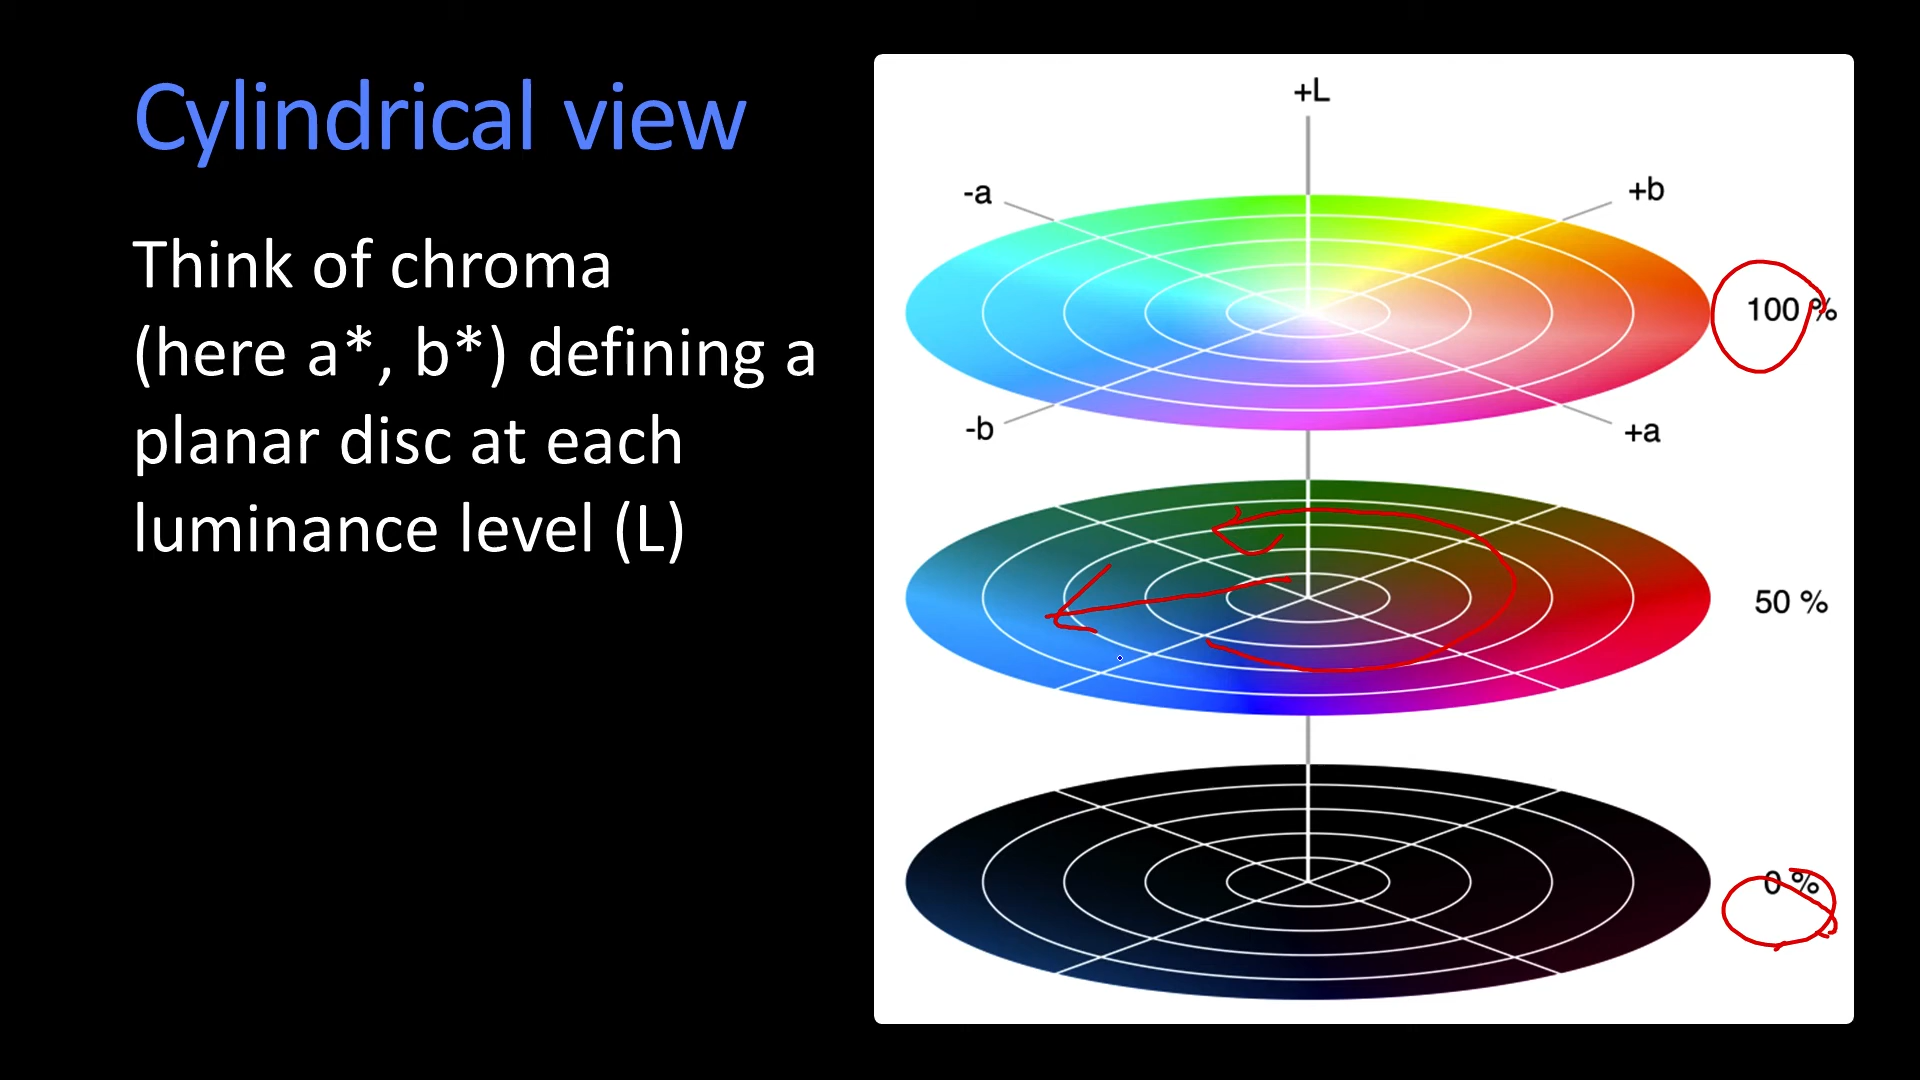 Cylindrical view
Think of chroma
(here a*, b*) defining a
planar disc at each
luminance level (L)
+L
-a
+b
100 %
-b
+a
50 %
0 %